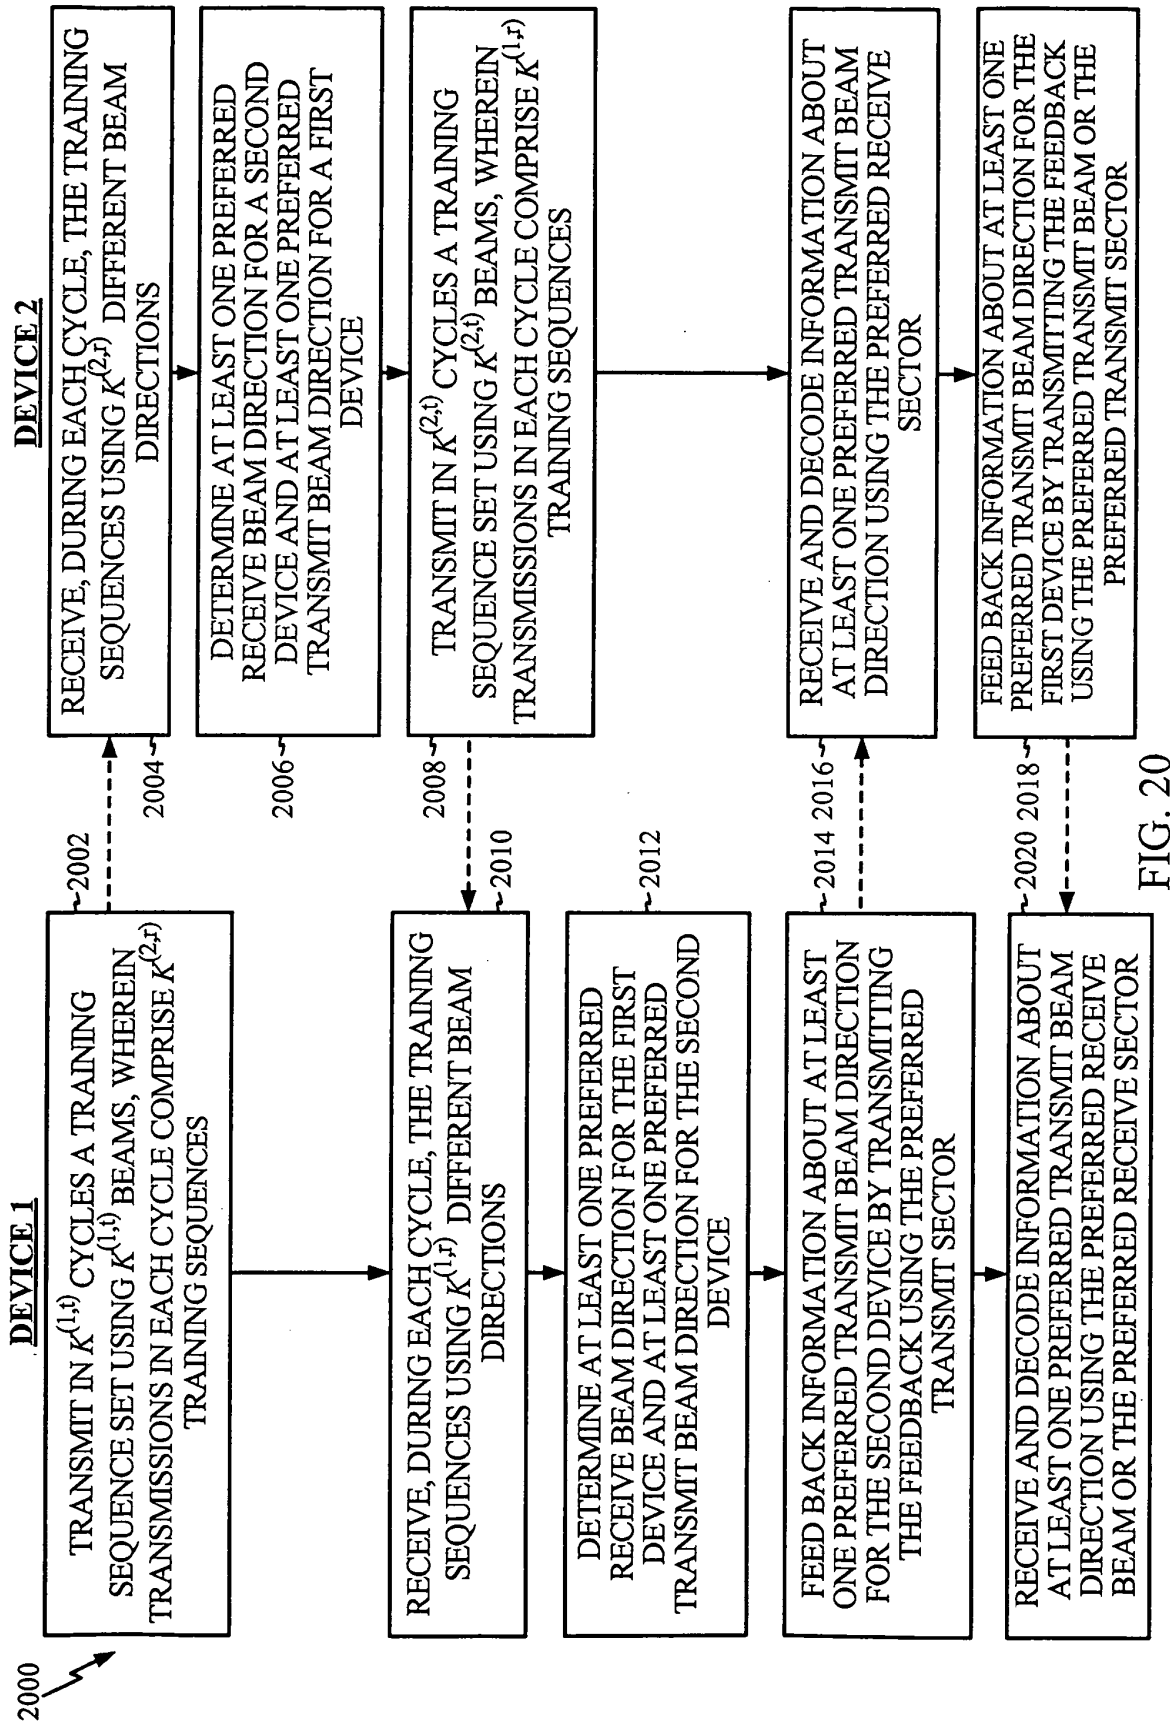 2000
DEVICE 1
DEVICE 2
2002
TRANSMIT IN K^(1,t) CYCLES A TRAINING
SEQUENCE SET USING K^(1,t) BEAMS, WHEREIN
TRANSMISSIONS IN EACH CYCLE COMPRISE K^(2,r)
TRAINING SEQUENCES
2004
RECEIVE, DURING EACH CYCLE, THE TRAINING
SEQUENCES USING K^(2,r) DIFFERENT BEAM
DIRECTIONS
2006
DETERMINE AT LEAST ONE PREFERRED
RECEIVE BEAM DIRECTION FOR A SECOND
DEVICE AND AT LEAST ONE PREFERRED
TRANSMIT BEAM DIRECTION FOR A FIRST
DEVICE
2008
TRANSMIT IN K^(2,t) CYCLES A TRAINING
SEQUENCE SET USING K^(2,t) BEAMS, WHEREIN
TRANSMISSIONS IN EACH CYCLE COMPRISE K^(1,r)
TRAINING SEQUENCES
2010
RECEIVE, DURING EACH CYCLE, THE TRAINING
SEQUENCES USING K^(1,r) DIFFERENT BEAM
DIRECTIONS
2012
DETERMINE AT LEAST ONE PREFERRED
RECEIVE BEAM DIRECTION FOR THE FIRST
DEVICE AND AT LEAST ONE PREFERRED
TRANSMIT BEAM DIRECTION FOR THE SECOND
DEVICE
2014
FEED BACK INFORMATION ABOUT AT LEAST
ONE PREFERRED TRANSMIT BEAM DIRECTION
FOR THE SECOND DEVICE BY TRANSMITTING
THE FEEDBACK USING THE PREFERRED
TRANSMIT SECTOR
2016
RECEIVE AND DECODE INFORMATION ABOUT
AT LEAST ONE PREFERRED TRANSMIT BEAM
DIRECTION USING THE PREFERRED RECEIVE
SECTOR
2018
FEED BACK INFORMATION ABOUT AT LEAST ONE
PREFERRED TRANSMIT BEAM DIRECTION FOR THE
FIRST DEVICE BY TRANSMITTING THE FEEDBACK
USING THE PREFERRED TRANSMIT BEAM OR THE
PREFERRED TRANSMIT SECTOR
2020
RECEIVE AND DECODE INFORMATION ABOUT
AT LEAST ONE PREFERRED TRANSMIT BEAM
DIRECTION USING THE PREFERRED RECEIVE
BEAM OR THE PREFERRED RECEIVE SECTOR
FIG. 20